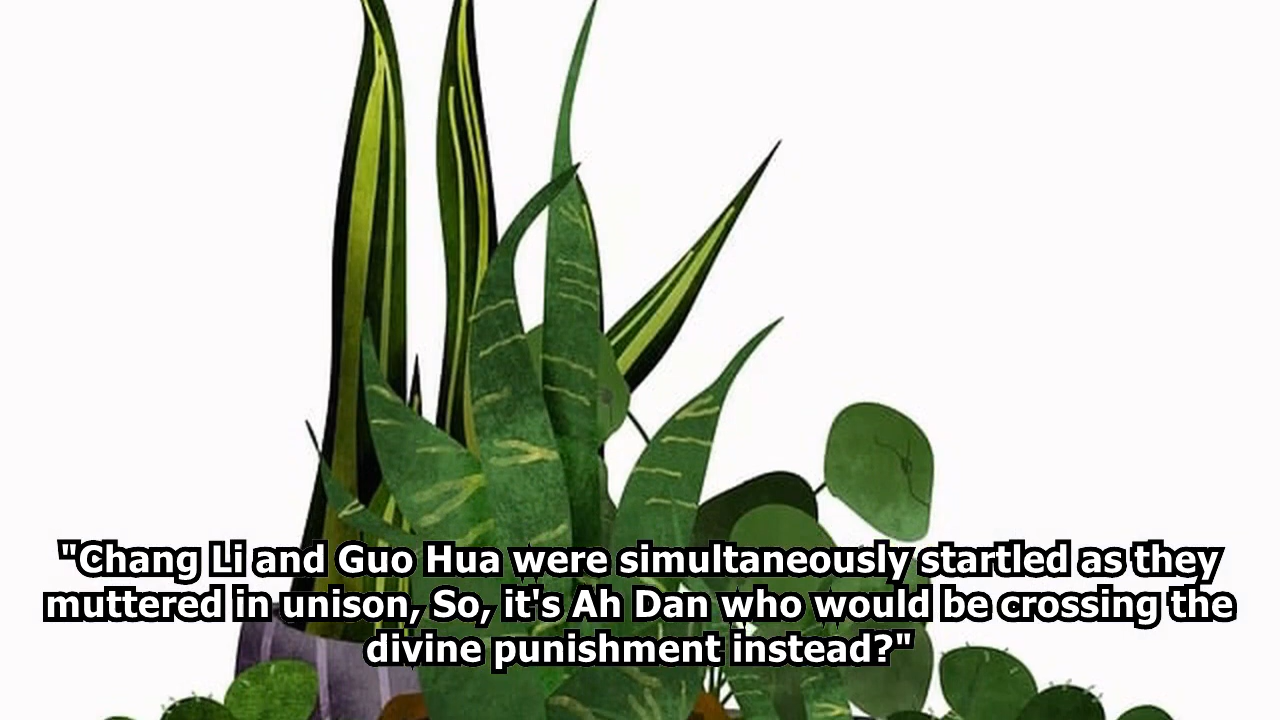 "Chang Li and Guo Hua were simultaneously startled as they
muttered in unison, So, it's Ah Dan who would be crossing the
divine punishment instead?"